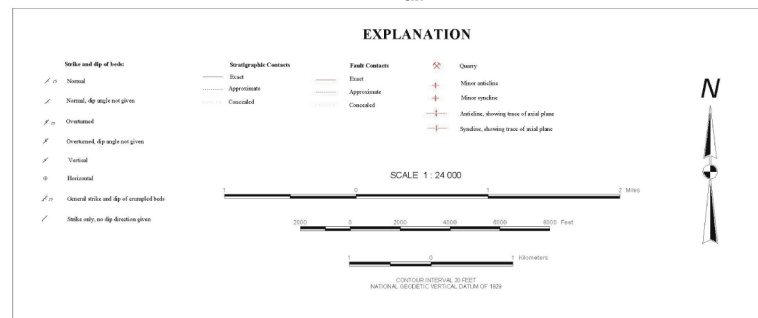 EXPLANATION
Strike and dip of beds:
25 Normal
Normal, dip angle not given
25 Overturned
Overturned, dip angle not given
Vertical
Horizontal
25 General strike and dip of crumpled beds
Strike only, no dip direction given
Stratigraphic Contacts
Exact
Approximate
Concealed
Fault Contacts
Exact
Approximate
Concealed
Quarry
Minor anticline
Minor syncline
Anticline, showing trace of axial plane
Syncline, showing trace of axial plane
N
SCALE 1 : 24 000
1 0 1 2 Miles
2000 0 2000 4000 6000 8000 Feet
1 0 1 Kilometers
CONTOUR INTERVAL 20 FEET
NATIONAL GEODETIC VERTICAL DATUM OF 1929